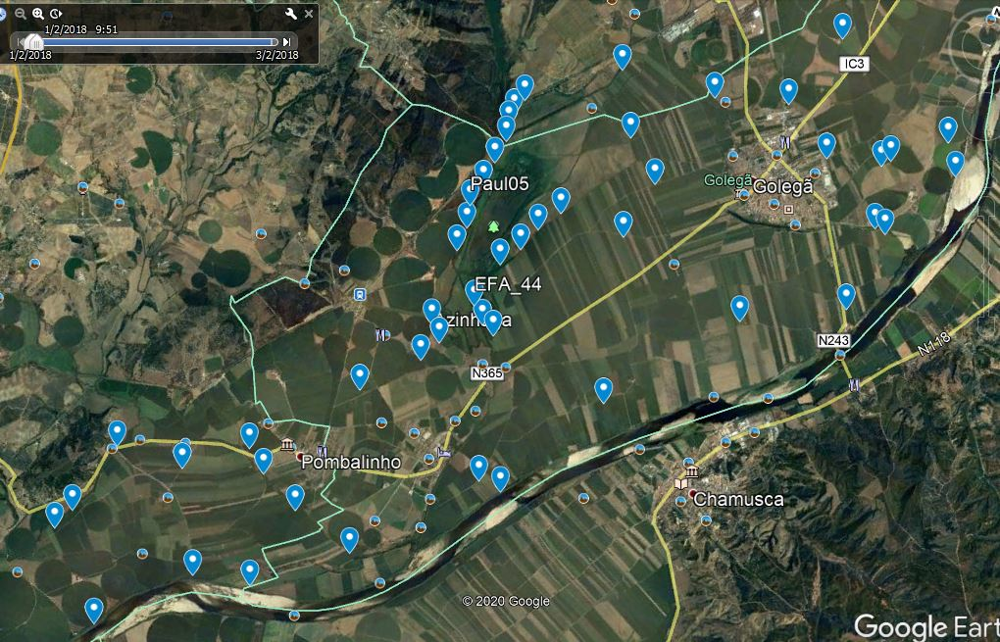 1/2/2018 9:51
1/2/2018
3/2/2018
IC3
Paul05
Golegã
Golegã
EFA_44
N243
N118
N365
Pombalinho
Chamusca
© 2020 Google
Google Eart